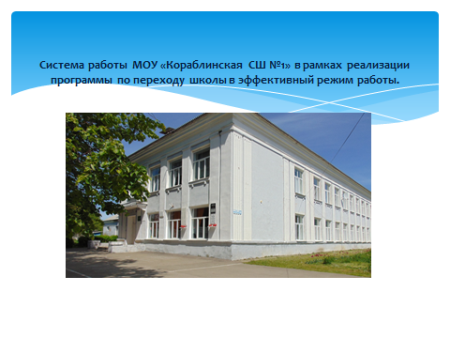 Система работы МОУ «Кораблинская СШ №1» в рамках реализации
программы по переходу школы в эффективный режим работы.